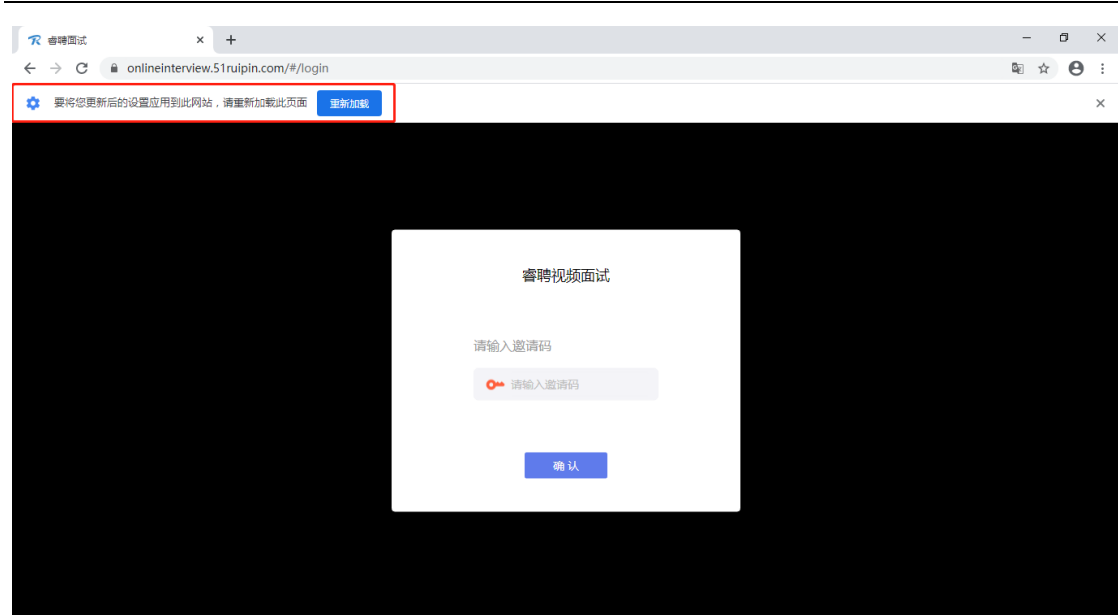 睿聘面试
onlineinterview.51ruipin.com/#/login
要将您更新后的设置应用到此网站，请重新加载此页面 重新加载
睿聘视频面试
请输入邀请码
请输入邀请码
确 认